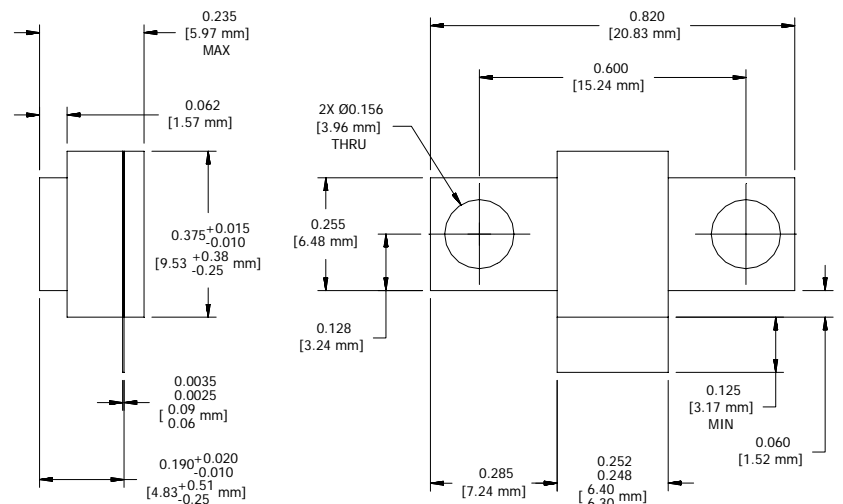 0.235
[5.97 mm]
MAX
0.062
[1.57 mm]
0.375 +0.015
-0.010
[9.53 +0.38
-0.25 mm]
0.0035
0.0025
[0.09
0.06 mm]
0.190 +0.020
-0.010
[4.83 +0.51
-0.25 mm]
0.820
[20.83 mm]
0.600
[15.24 mm]
2X Ø0.156
[3.96 mm]
THRU
0.255
[6.48 mm]
0.128
[3.24 mm]
0.125
[3.17 mm]
MIN
0.060
[1.52 mm]
0.285
[7.24 mm]
0.252
0.248
[6.40
6.30 mm]